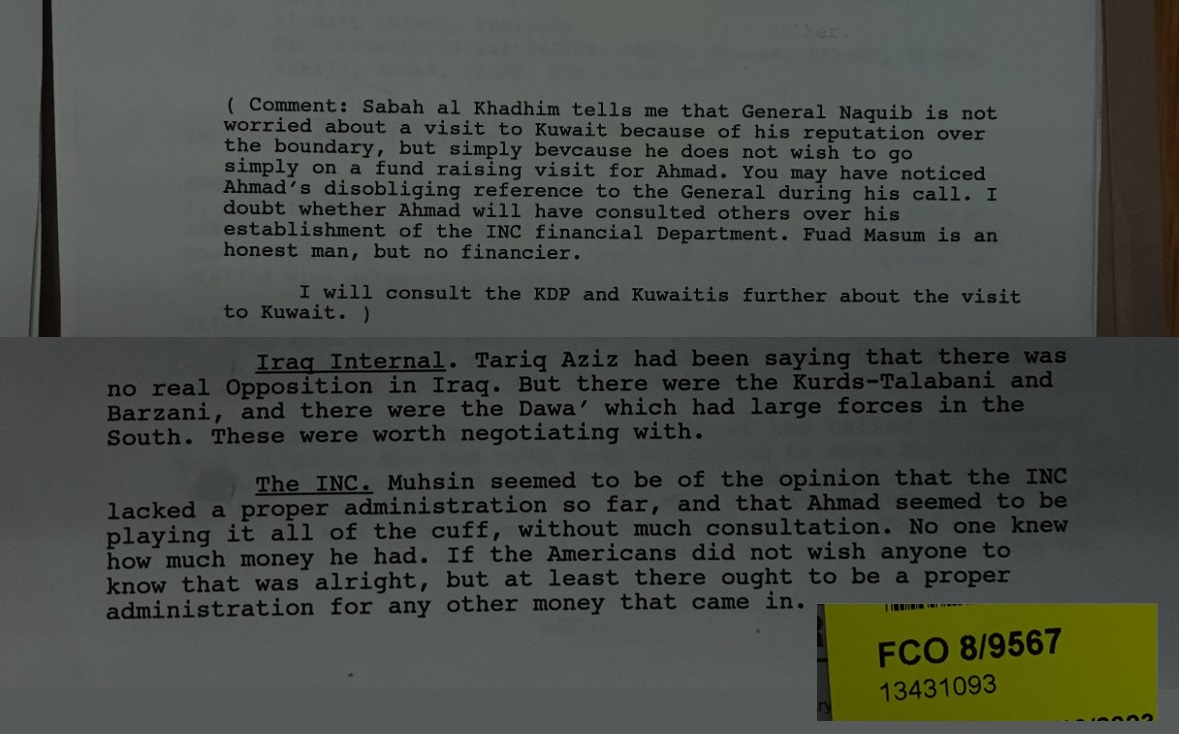 ( Comment: Sabah al Khadhim tells me that General Naquib is not
worried about a visit to Kuwait because of his reputation over
the boundary, but simply bevcause he does not wish to go
simply on a fund raising visit for Ahmad. You may have noticed
Ahmad's disobliging reference to the General during his call. I
doubt whether Ahmad will have consulted others over his
establishment of the INC financial Department. Fuad Masum is an
honest man, but no financier.
I will consult the KDP and Kuwaitis further about the visit
to Kuwait. )
Iraq Internal. Tariq Aziz had been saying that there was
no real Opposition in Iraq. But there were the Kurds-Talabani and
Barzani, and there were the Dawa' which had large forces in the
South. These were worth negotiating with.
The INC. Muhsin seemed to be of the opinion that the INC
lacked a proper administration so far, and that Ahmad seemed to be
playing it all of the cuff, without much consultation. No one knew
how much money he had. If the Americans did not wish anyone to
know that was alright, but at least there ought to be a proper
administration for any other money that came in.
FCO 8/9567
13431093